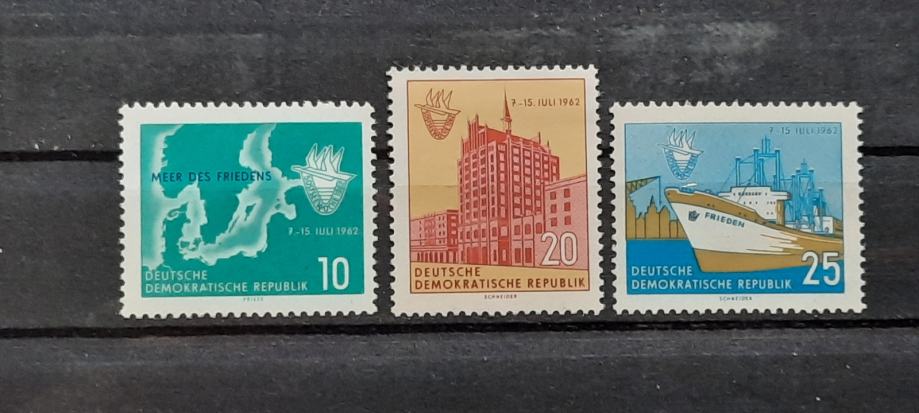 MEER DES FRIEDENS
OSTSEEWOCHE
7.-15. JULI 1962
DEUTSCHE
DEMOKRATISCHE REPUBLIK
10
7.-15. JULI 1962
20
DEUTSCHE
DEMOKRATISCHE REPUBLIK
SCHNEIDER
7.-15. JULI 1962
FRIEDEN
DEUTSCHE
DEMOKRATISCHE REPUBLIK
25
SCHNEIDER